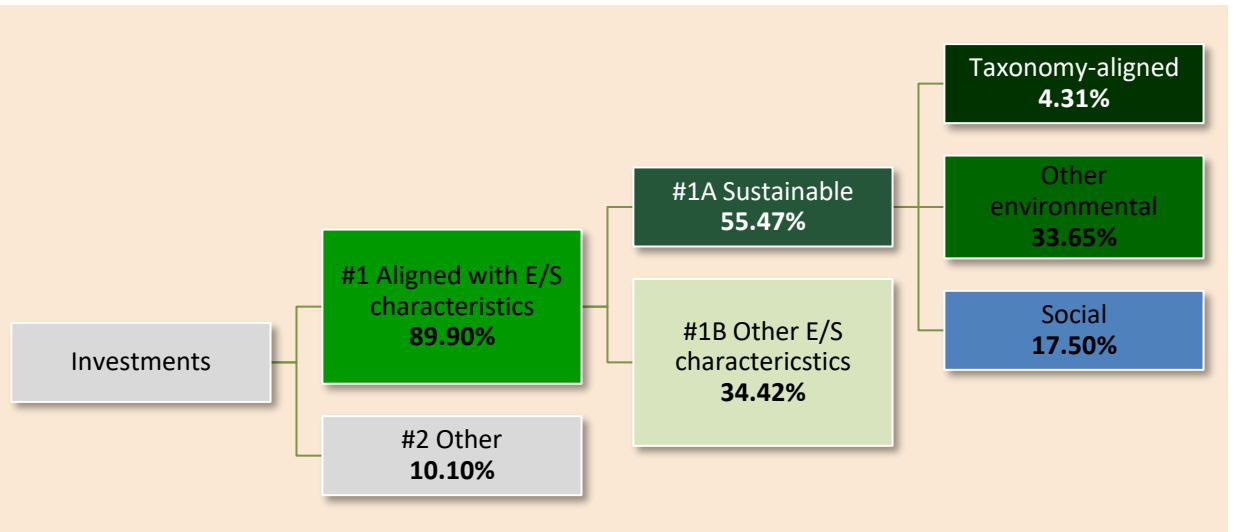 Investments
#1 Aligned with E/S
characteristics
89.90%
#2 Other
10.10%
#1A Sustainable
55.47%
#1B Other E/S
charactericstics
34.42%
Taxonomy-aligned
4.31%
Other
environmental
33.65%
Social
17.50%